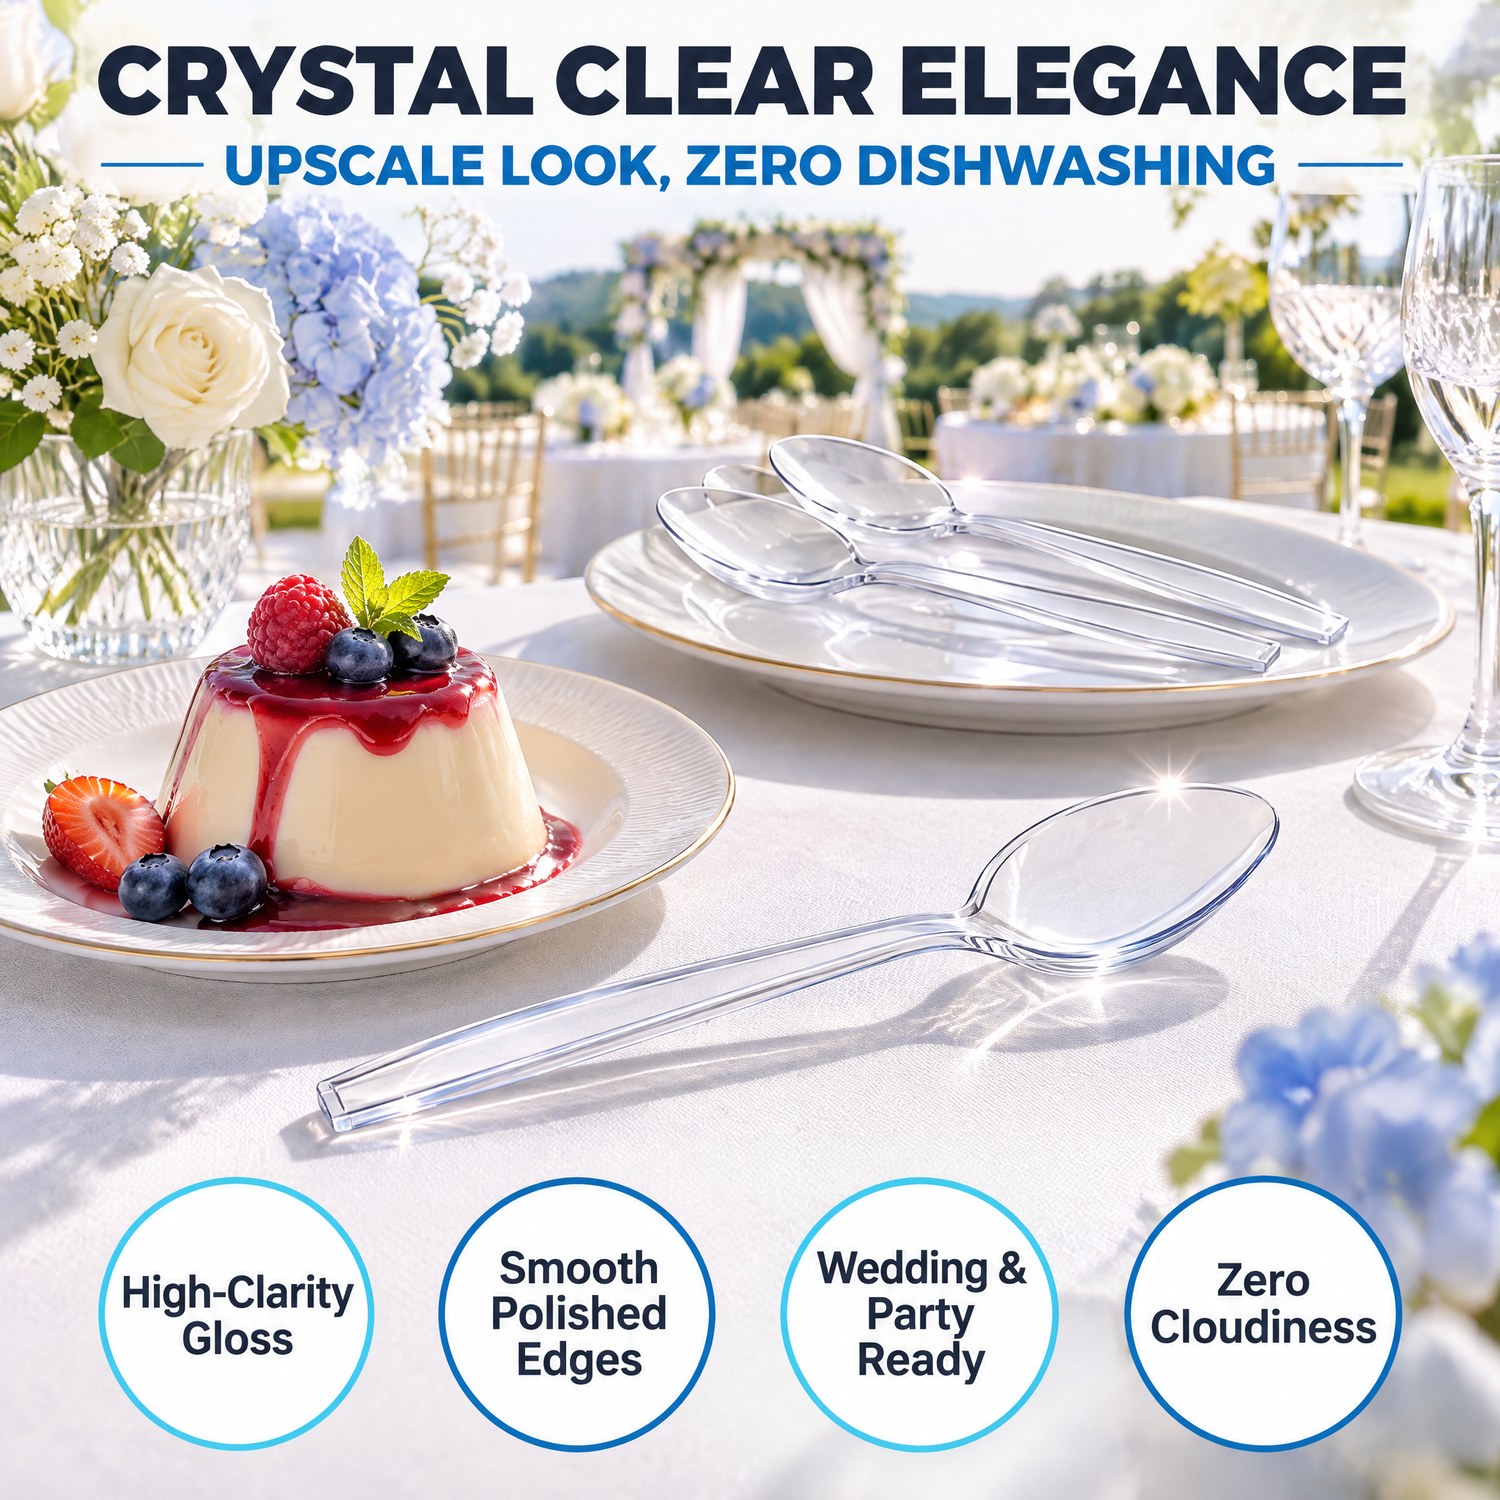 CRYSTAL CLEAR ELEGANCE
UPSCALE LOOK, ZERO DISHWASHING
High-Clarity
Gloss
Smooth
Polished
Edges
Wedding &
Party
Ready
Zero
Cloudiness